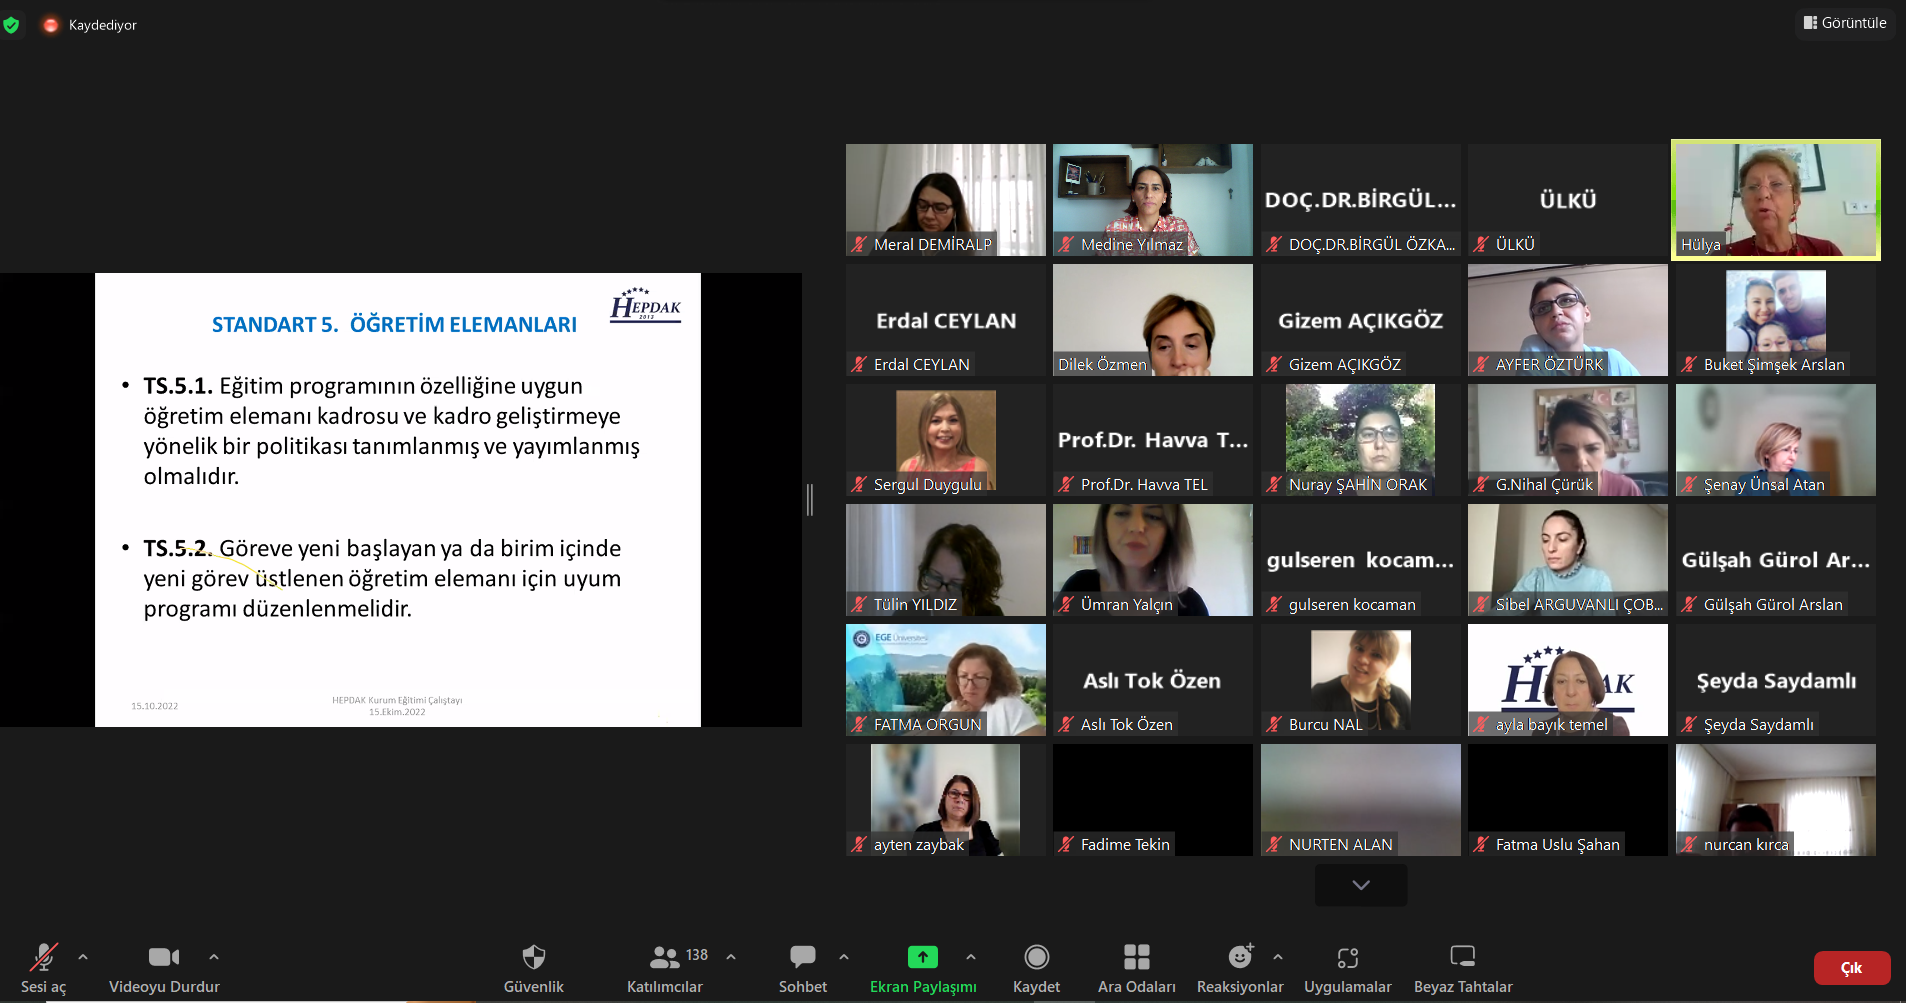 Kaydediyor
Görüntüle
HEPDAK
2013
STANDART 5. ÖĞRETİM ELEMANLARI
• TS.5.1. Eğitim programının özelliğine uygun
öğretim elemanı kadrosu ve kadro geliştirmeye
yönelik bir politikası tanımlanmış ve yayımlanmış
olmalıdır.
• TS.5.2. Göreve yeni başlayan ya da birim içinde
yeni görev üstlenen öğretim elemanı için uyum
programı düzenlenmelidir.
15.10.2022
HEPDAK Kurum Eğitimi Çalıştayı
15.Ekim.2022
Meral DEMİRALP
Medine Yılmaz
DOÇ.DR.BİRGÜL...
DOÇ.DR.BİRGÜL ÖZKA...
ÜLKÜ
ÜLKÜ
Hülya
Erdal CEYLAN
Erdal CEYLAN
Dilek Özmen
Gizem AÇIKGÖZ
Gizem AÇIKGÖZ
AYFER ÖZTÜRK
Buket Şimşek Arslan
Sergul Duygulu
Prof.Dr. Havva T...
Prof.Dr. Havva TEL
Nuray ŞAHİN ORAK
G.Nihal Çürük
Şenay Ünsal Atan
Tülin YILDIZ
Ümran Yalçın
gulseren kocam...
gulseren kocaman
Sibel ARGUVANLI ÇOB...
Gülşah Gürol Ar...
Gülşah Gürol Arslan
EGE Üniversitesi
FATMA ORGUN
Aslı Tok Özen
Aslı Tok Özen
Burcu NAL
HEPDAK
ayla bayık temel
Şeyda Saydamlı
Şeyda Saydamlı
ayten zaybak
Fadime Tekin
NURTEN ALAN
Fatma Uslu Şahan
nurcan kırca
Sesi aç
Videoyu Durdur
Güvenlik
138
Katılımcılar
Sohbet
Ekran Paylaşımı
Kaydet
Ara Odaları
Reaksiyonlar
Uygulamalar
Beyaz Tahtalar
Çık